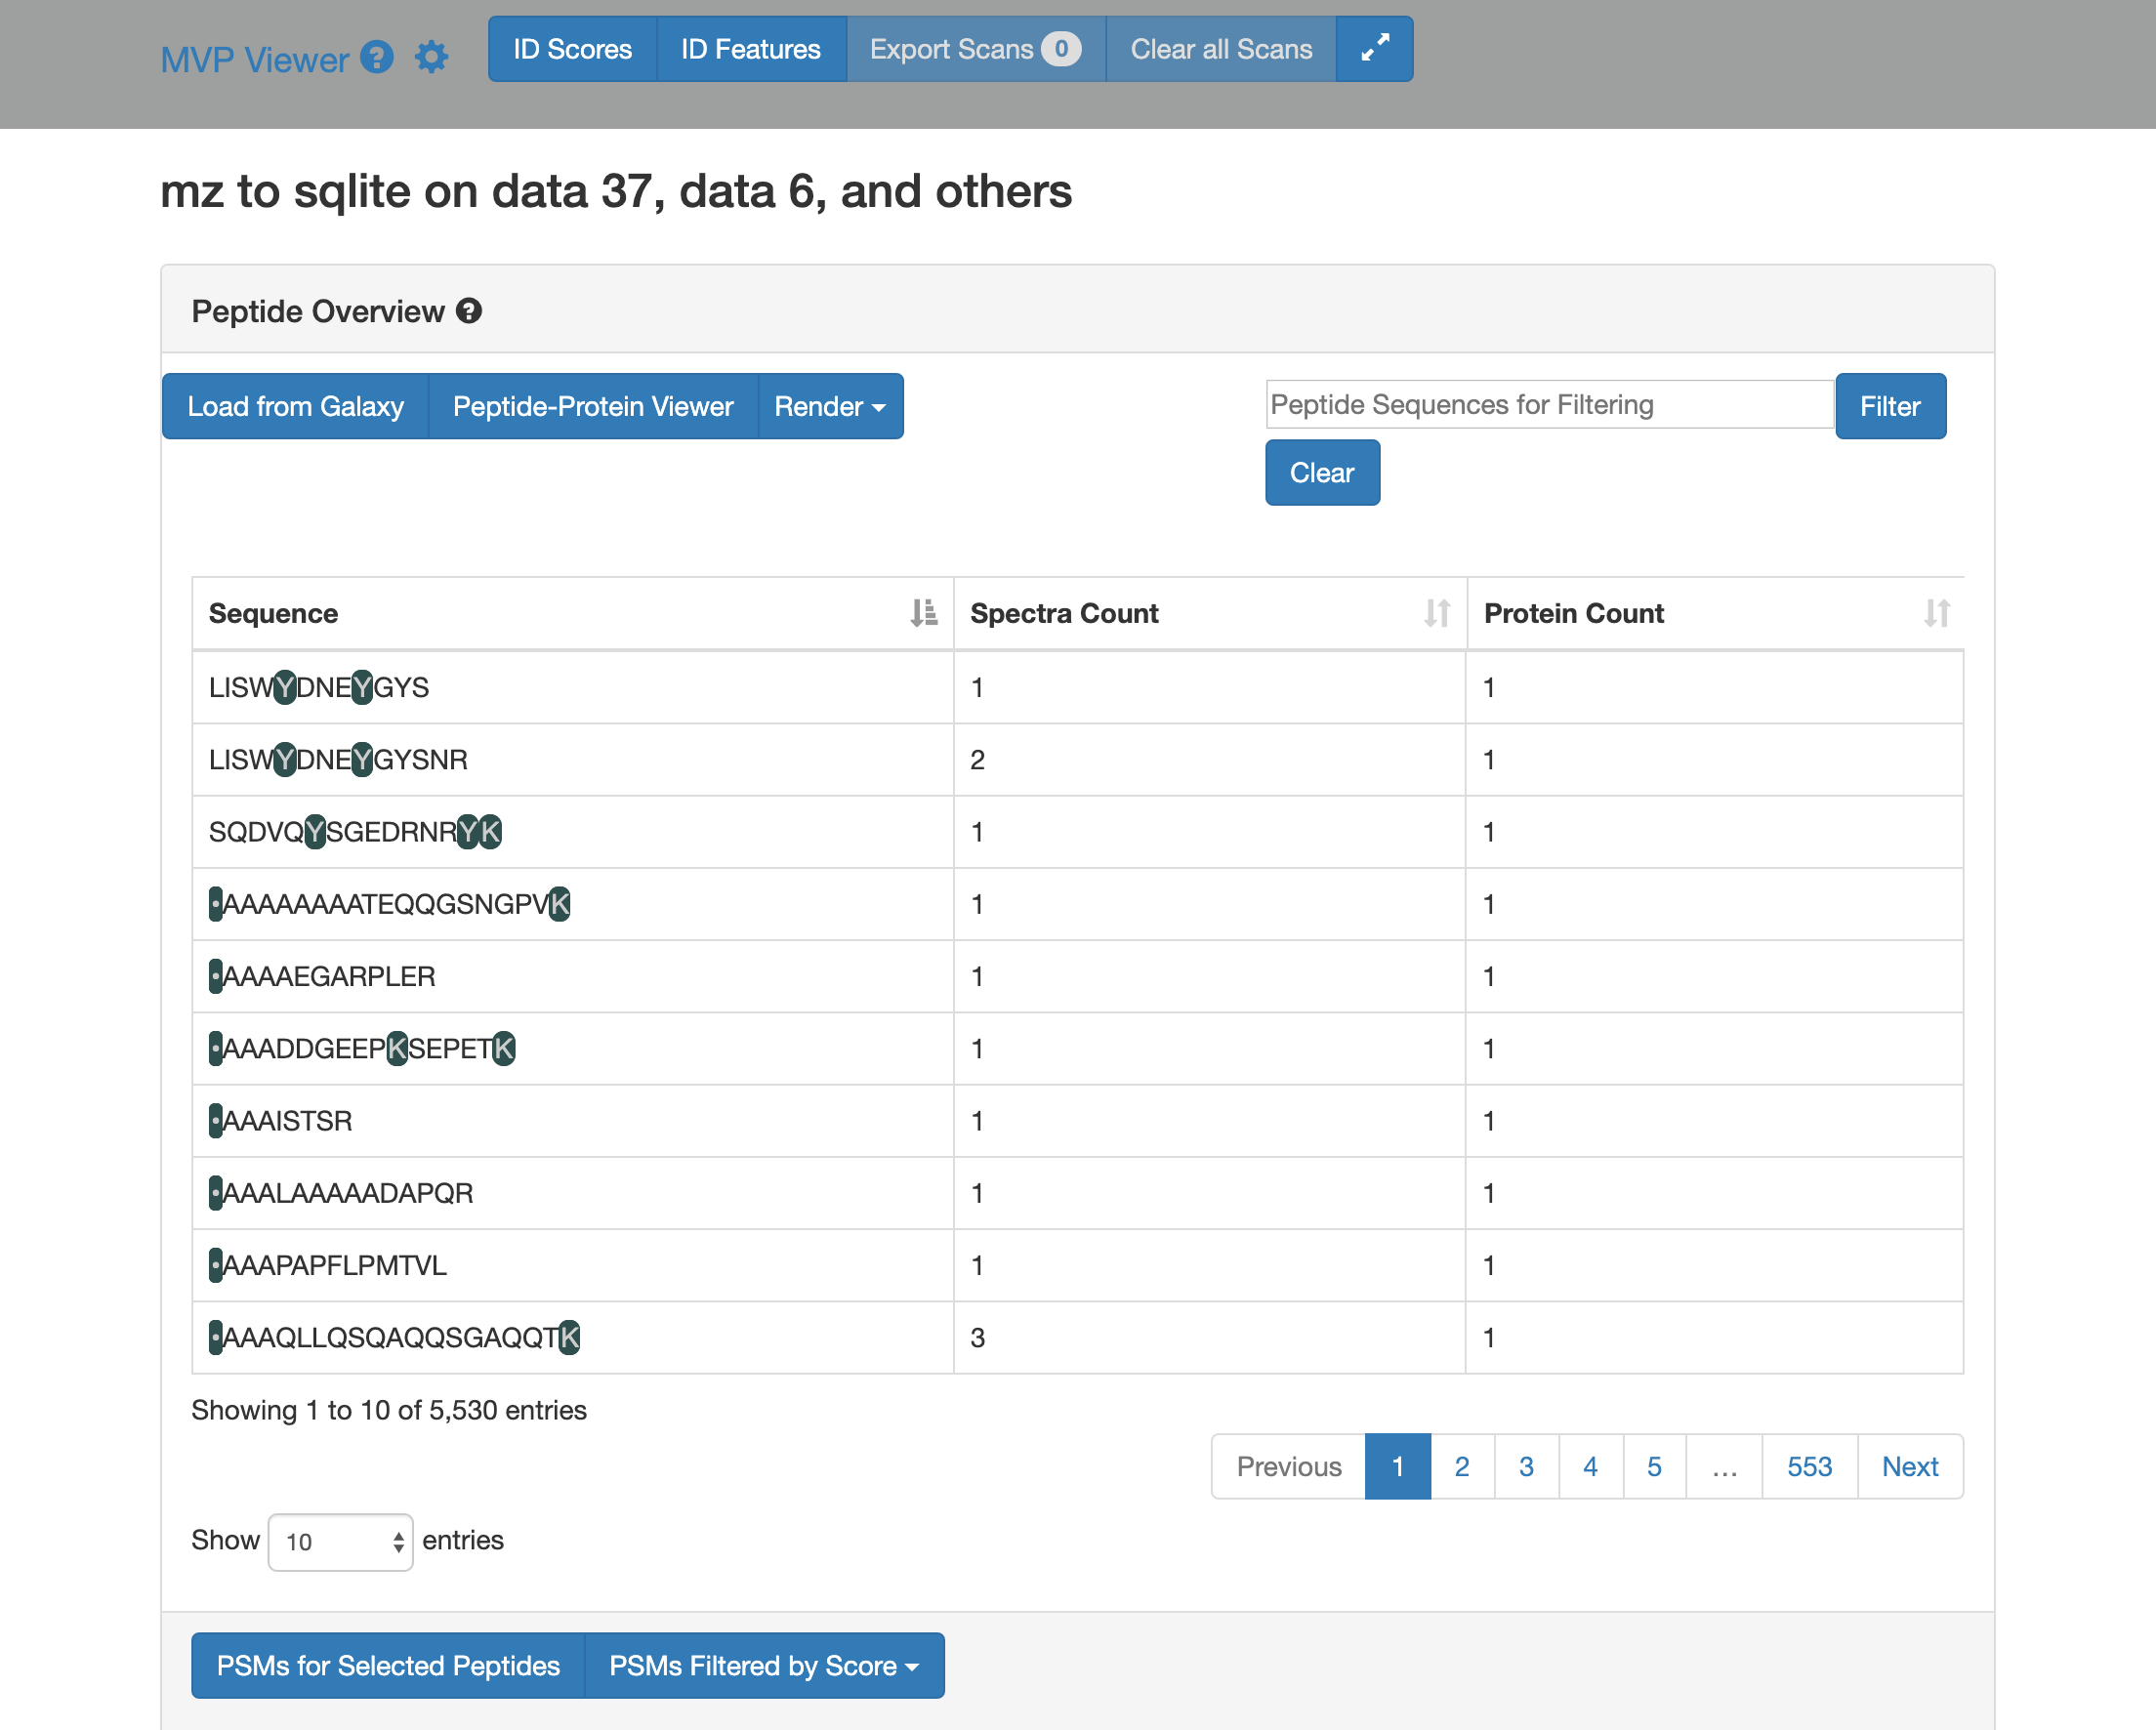 MVP Viewer ? ID Scores ID Features Export Scans 0 Clear all Scans
mz to sqlite on data 37, data 6, and others
Peptide Overview ?
Load from Galaxy Peptide-Protein Viewer Render Peptide Sequences for Filtering Filter
Clear
Sequence Spectra Count Protein Count
LISWYDNEYGYS 1 1
LISWYDNEYGYSNR 2 1
SQDVQYSGEDRNRYK 1 1
·AAAAAAAATEQQGSNGPVK 1 1
·AAAAEGARPLER 1 1
·AAADDGEEPKSEPETK 1 1
·AAAISTSR 1 1
·AAALAAAAADAPQR 1 1
·AAAPAPFLPMTVL 1 1
·AAAQLLQSQAQQSGAQQTK 3 1
Showing 1 to 10 of 5,530 entries
Previous 1 2 3 4 5 … 553 Next
Show 10 entries
PSMs for Selected Peptides PSMs Filtered by Score